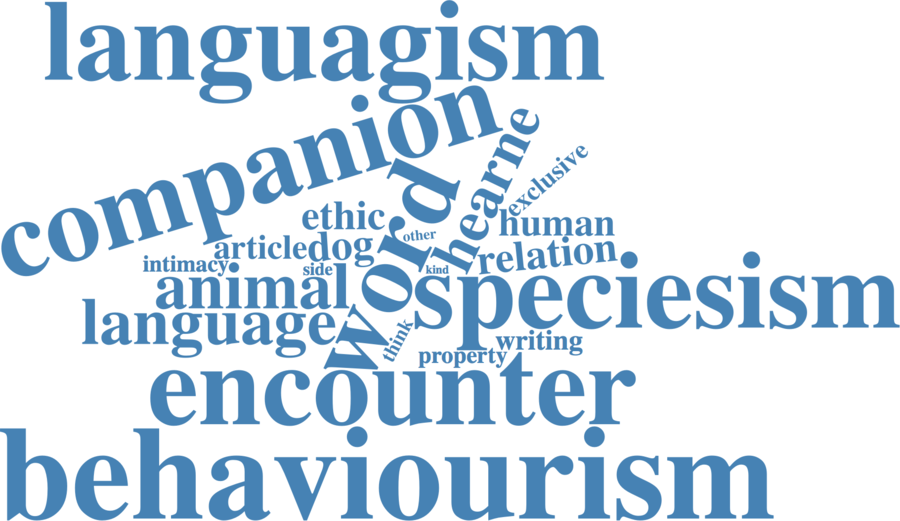 languagism
companion
hearne
exclusive
word
ethic
human
other
article
dog
relation
intimacy
side
kind
animal
speciesism
language
think
writing
property
encounter
behaviourism